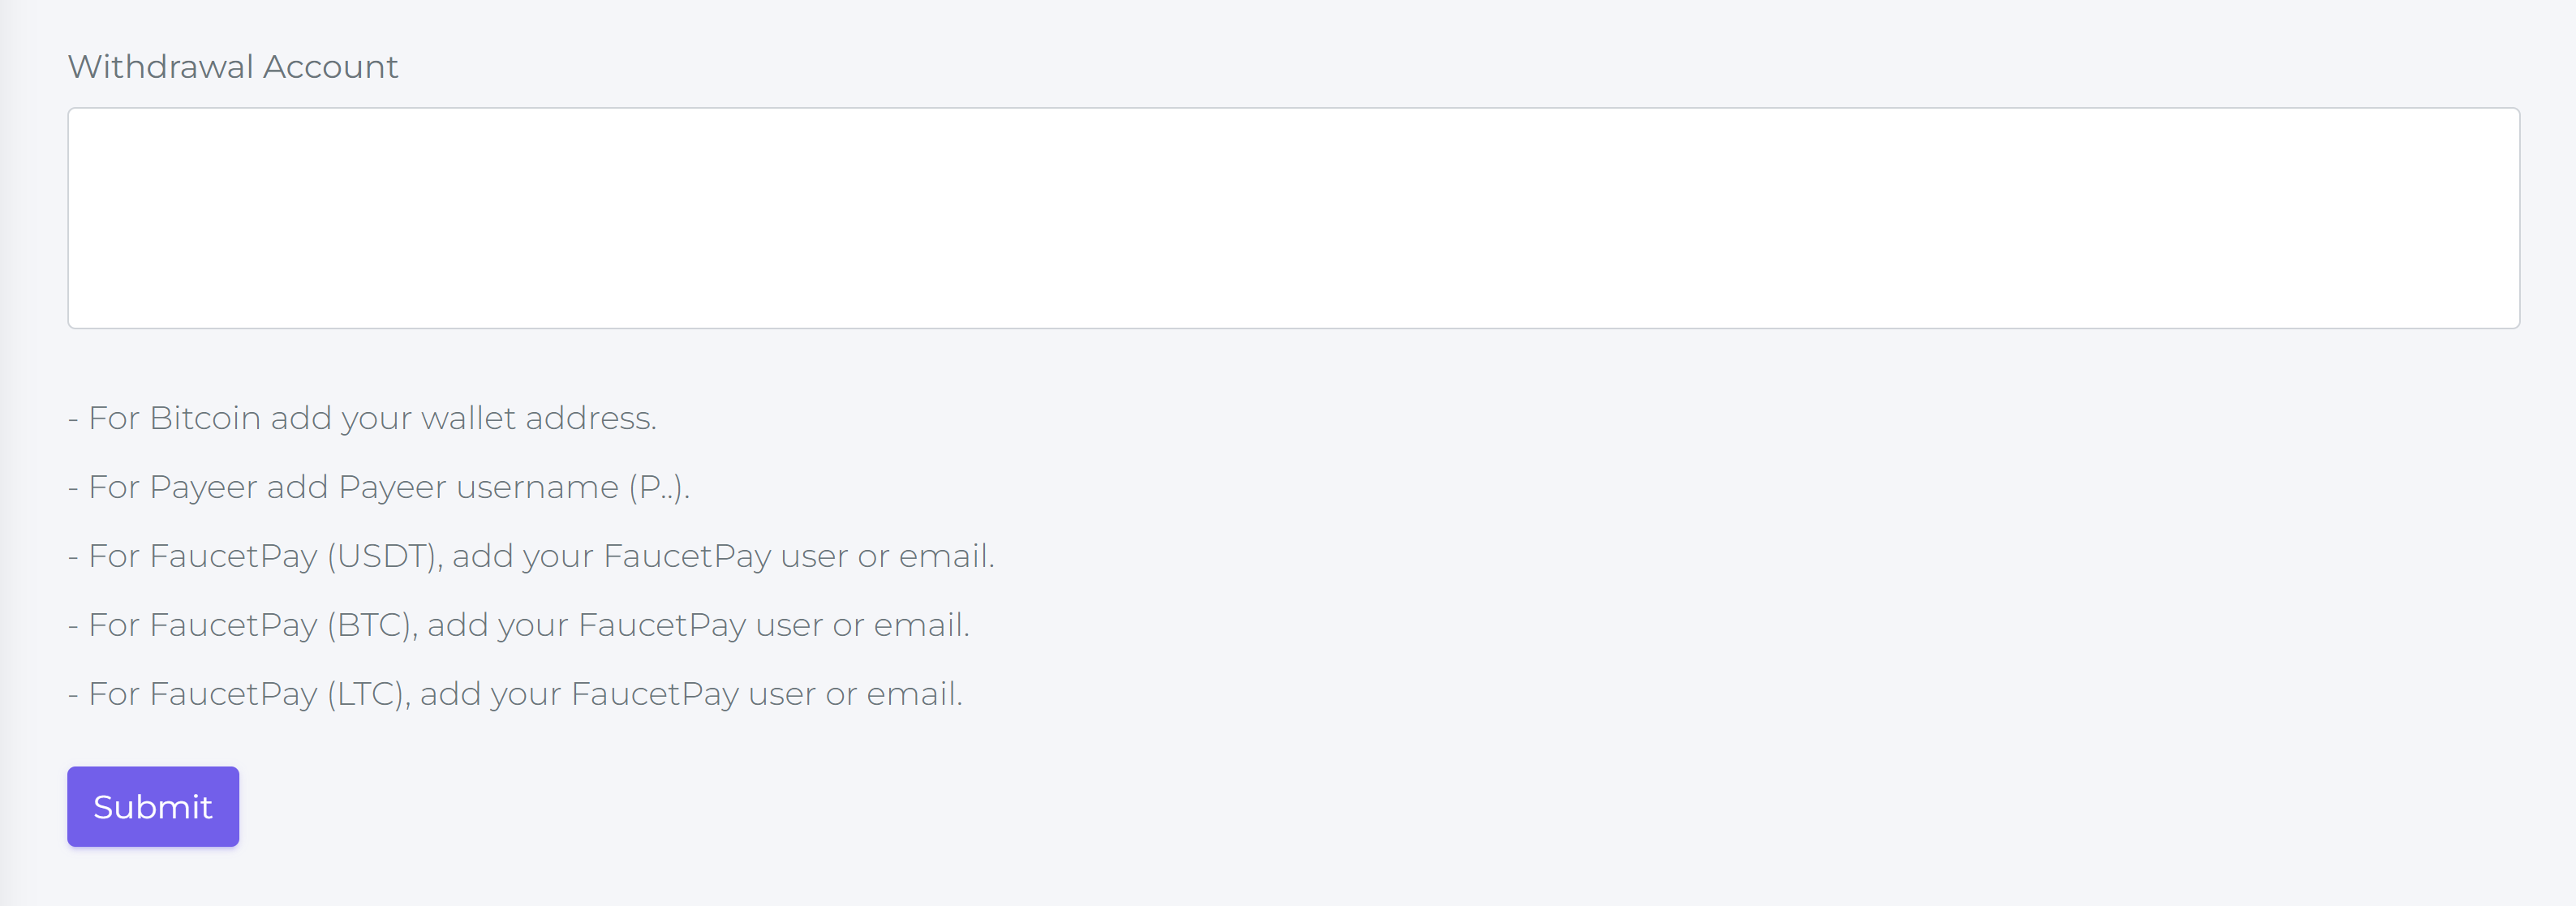 Withdrawal Account
- For Bitcoin add your wallet address.
- For Payeer add Payeer username (P..).
- For FaucetPay (USDT), add your FaucetPay user or email.
- For FaucetPay (BTC), add your FaucetPay user or email.
- For FaucetPay (LTC), add your FaucetPay user or email.
Submit